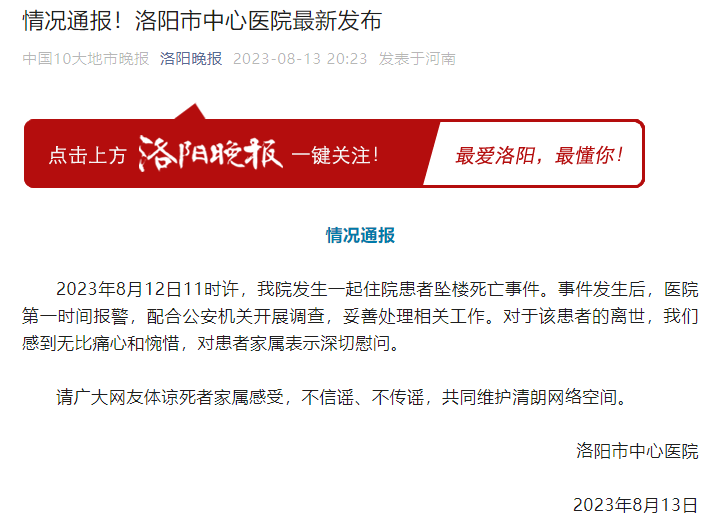 情况通报！洛阳市中心医院最新发布
中国10大地市晚报 洛阳晚报 2023-08-13 20:23 发表于河南
点击上方 洛阳晚报 一键关注！ 最爱洛阳，最懂你！
情况通报
2023年8月12日11时许，我院发生一起住院患者坠楼死亡事件。事件发生后，医院
第一时间报警，配合公安机关开展调查，妥善处理相关工作。对于该患者的离世，我们
感到无比痛心和惋惜，对患者家属表示深切慰问。
请广大网友体谅死者家属感受，不信谣、不传谣，共同维护清朗网络空间。
洛阳市中心医院
2023年8月13日